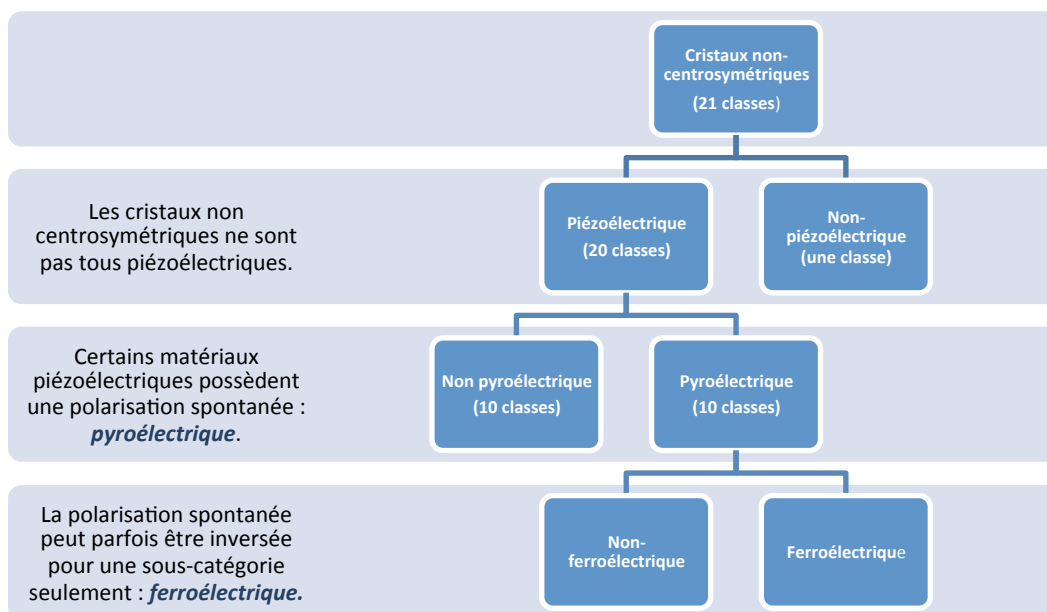 Cristaux non-
centrosymétriques
(21 classes)
Les cristaux non
centrosymétriques ne sont
pas tous piézoélectriques.
Piézoélectrique
(20 classes)
Non-
piézoélectrique
(une classe)
Certains matériaux
piézoélectriques possèdent
une polarisation spontanée :
pyroélectrique.
Non pyroélectrique
(10 classes)
Pyroélectrique
(10 classes)
La polarisation spontanée
peut parfois être inversée
pour une sous-catégorie
seulement : ferroélectrique.
Non-
ferroélectrique
Ferroélectrique